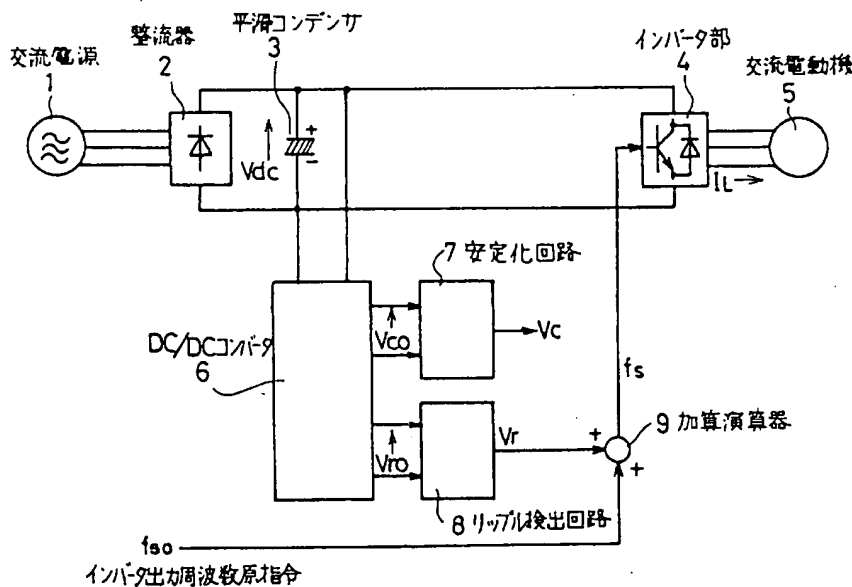 交流電源
1
整流器
2
平滑コンデンサ
3
インバータ部
4
交流電動機
5
Vdc
+
-
IL
7 安定化回路
DC/DCコンバータ
6
Vco
Vc
fs
Vro
Vr
+
+
9 加算演算器
8 リップル検出回路
fso
インバータ出力周波数原指令